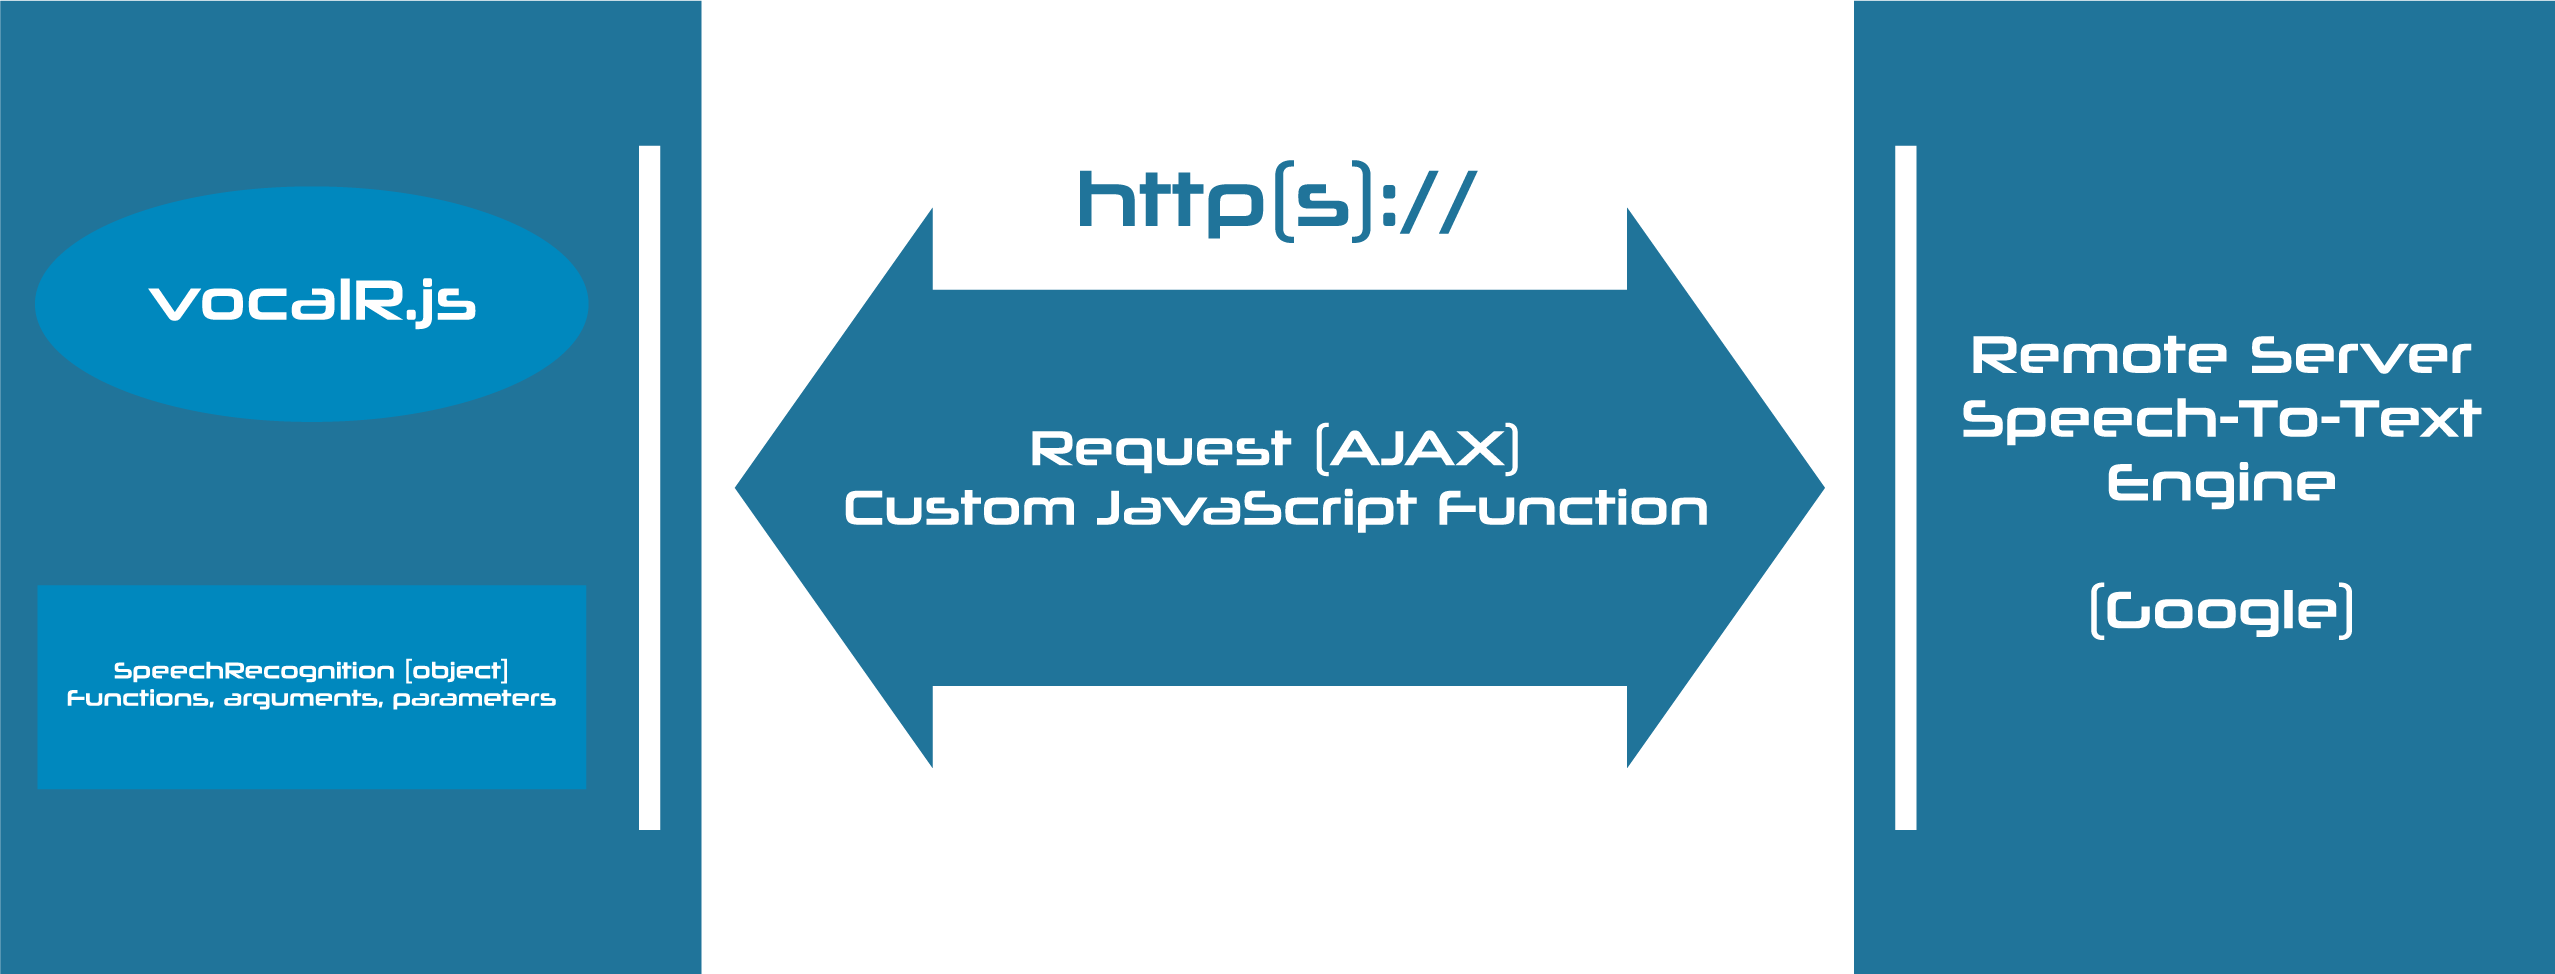 vocalR.js
SpeechRecognition [object]
Functions, arguments, parameters
http(s)://
Request (AJAX)
Custom JavaScript Function
Remote Server
Speech-To-Text
Engine
(Google)